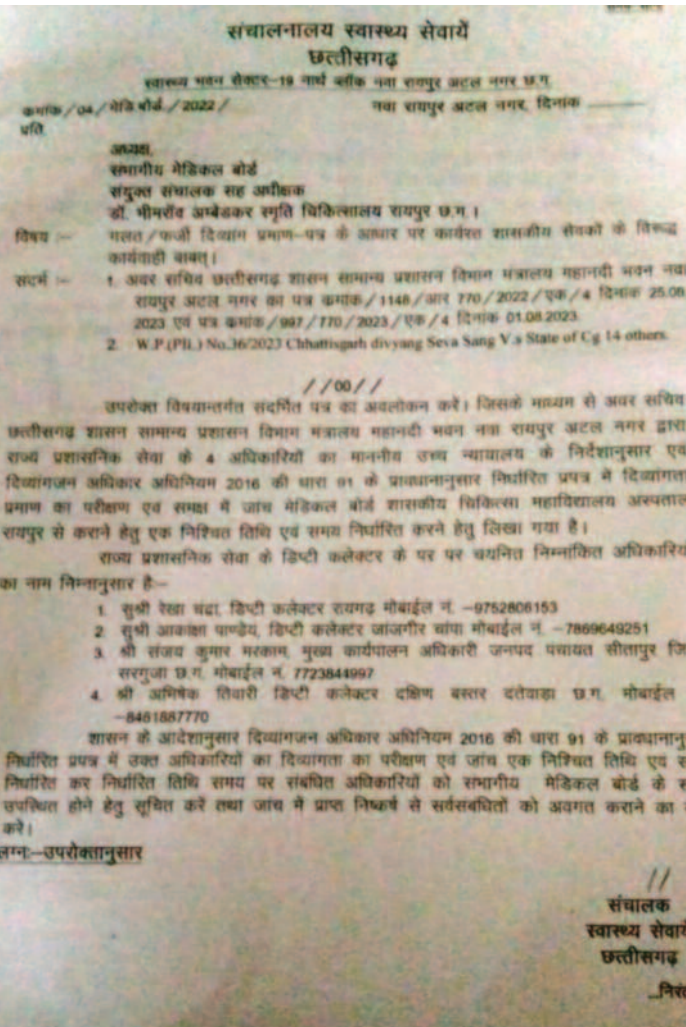 संचालनालय स्वास्थ्य सेवायें
छत्तीसगढ़
स्वास्थ्य भवन सेक्टर–19 नार्थ ब्लॉक नवा रायपुर अटल नगर छ.ग.
क्रमांक/04/मेडि बोर्ड/2022/ नवा रायपुर अटल नगर, दिनांक
प्रति
अध्यक्ष,
संभागीय मेडिकल बोर्ड
संयुक्त संचालक सह अधीक्षक
डॉ. भीमरॉव अम्बेडकर स्मृति चिकित्सालय रायपुर छ.ग.।
विषय :– गलत/फर्जी दिव्यांग प्रमाण–पत्र के आधार पर कार्यरत शासकीय सेवकों के विरूद्ध
कार्यवाही बाबत्।
संदर्भ :– 1. अवर सचिव छत्तीसगढ़ शासन सामान्य प्रशासन विभाग मंत्रालय महानदी भवन नवा
रायपुर अटल नगर का पत्र क्रमांक/1148/आर 770/2022/एक/4 दिनांक 25.08.
2023 एवं पत्र क्रमांक/997/770/2023/एक/4 दिनांक 01.08.2023.
2. W.P.(PIL) No.36/2023 Chhattisgarh divyang Seva Sang V.s State of Cg 14 others.
//00//
उपरोक्त विषयान्तर्गत संदर्भित पत्र का अवलोकन करें। जिसके माध्यम से अवर सचिव
छत्तीसगढ़ शासन सामान्य प्रशासन विभाग मंत्रालय महानदी भवन नवा रायपुर अटल नगर द्वारा
राज्य प्रशासनिक सेवा के 4 अधिकारियों का माननीय उच्च न्यायालय के निर्देशानुसार एवं
दिव्यांगजन अधिकार अधिनियम 2016 की धारा 91 के प्रावधानानुसार निर्धारित प्रपत्र में दिव्यांगता
प्रमाण का परीक्षण एवं समक्ष में जांच मेडिकल बोर्ड शासकीय चिकित्सा महाविद्यालय अस्पताल
रायपुर से कराने हेतु एक निश्चित तिथि एवं समय निर्धारित करने हेतु लिखा गया है।
राज्य प्रशासनिक सेवा के डिप्टी कलेक्टर के पर पर चयनित निम्नांकित अधिकारियों
का नाम निम्नानुसार है:–
1. सुश्री रेखा चंद्रा, डिप्टी कलेक्टर रायगढ़ मोबाईल नं. –9752806153
2. सुश्री आकांक्षा पाण्डेय, डिप्टी कलेक्टर जांजगीर चांपा मोबाईल नं. –7869649251
3. श्री संजय कुमार मरकाम, मुख्य कार्यपालन अधिकारी जनपद पंचायत सीतापुर जि
सरगुजा छ.ग. मोबाईल नं. 7723844997
4. श्री अभिषेक तिवारी डिप्टी कलेक्टर दक्षिण बस्तर दंतेवाड़ा छ.ग. मोबाईल
–8461887770
शासन के आदेशानुसार दिव्यांगजन अधिकार अधिनियम 2016 की धारा 91 के प्रावधानानु
निर्धारित प्रपत्र में उक्त अधिकारियों का दिव्यांगता का परीक्षण एवं जांच एक निश्चित तिथि एवं स
निर्धारित कर निर्धारित तिथि समय पर संबंधित अधिकारियों को संभागीय मेडिकल बोर्ड के स
उपस्थित होने हेतु सूचित करें तथा जांच में प्राप्त निष्कर्ष से सर्वसंबंधितों को अवगत कराने का
करें।
लग्नः–उपरोक्तानुसार
//
संचालक
स्वास्थ्य सेवायें
छत्तीसगढ़
...निरं